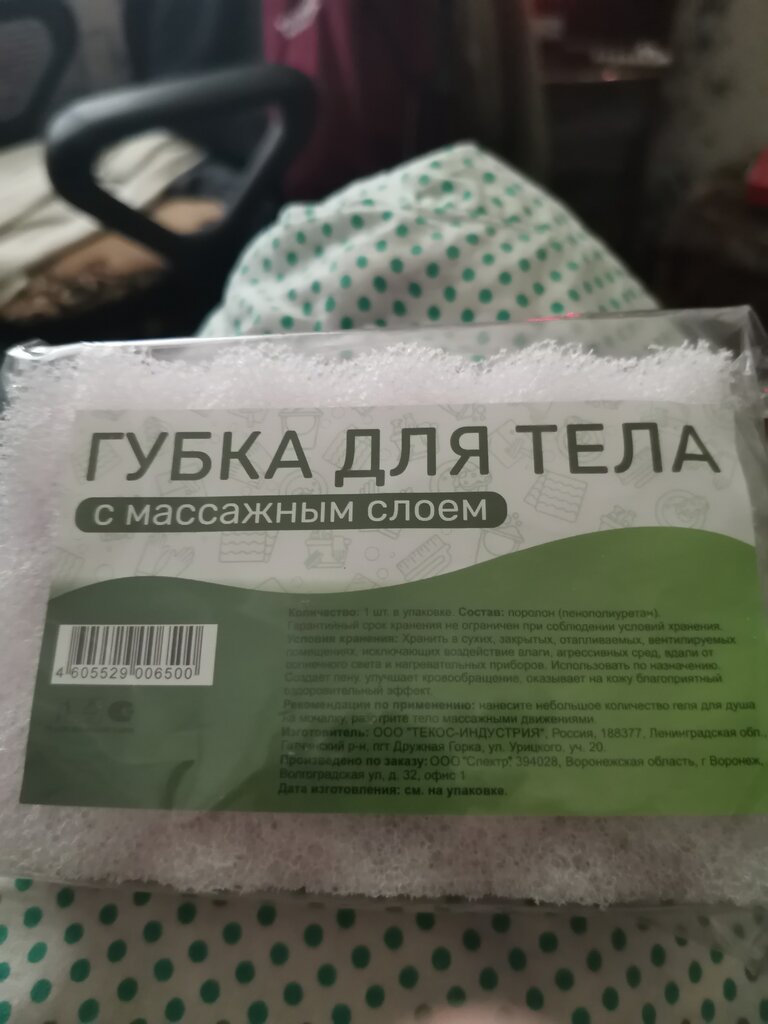 ГУБКА ДЛЯ ТЕЛА
с массажным слоем
Количество: 1 шт. в упаковке. Состав: поролон (пенополиуретан).
Гарантийный срок хранения не ограничен при соблюдении условий хранения.
Условия хранения: Хранить в сухих, закрытых, отапливаемых, вентилируемых
помещениях, исключающих воздействие влаги, агрессивных сред, вдали от
солнечного света и нагревательных приборов. Использовать по назначению.
Создает пену, улучшает кровообращение, оказывает на кожу благоприятный
оздоровительный эффект.
Рекомендации по применению: нанесите небольшое количество геля для душа
на мочалку, разотрите тело массажными движениями.
Изготовитель: ООО "ТЕКОС-ИНДУСТРИЯ", Россия, 188377, Ленинградская обл.,
Гатчинский р-н, пгт Дружная Горка, ул. Урицкого, уч. 20.
Произведено по заказу: ООО "Спектр" 394028, Воронежская область, г Воронеж,
Волгоградская ул, д. 32, офис 1
Дата изготовления: см. на упаковке.
4 605529 006500